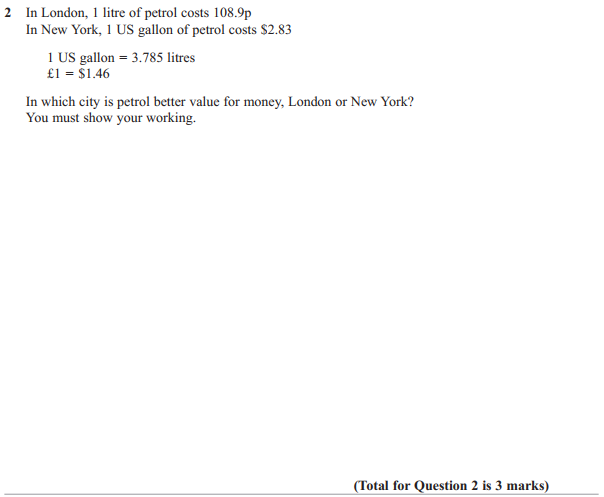 2 In London, 1 litre of petrol costs 108.9p
In New York, 1 US gallon of petrol costs $2.83
1 US gallon = 3.785 litres
£1 = $1.46
In which city is petrol better value for money, London or New York?
You must show your working.
(Total for Question 2 is 3 marks)